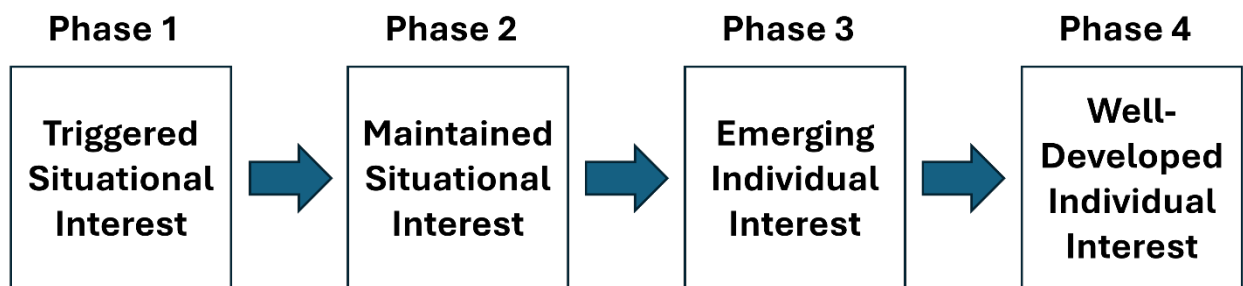 Phase 1
Triggered
Situational
Interest
Phase 2
Maintained
Situational
Interest
Phase 3
Emerging
Individual
Interest
Phase 4
Well-
Developed
Individual
Interest